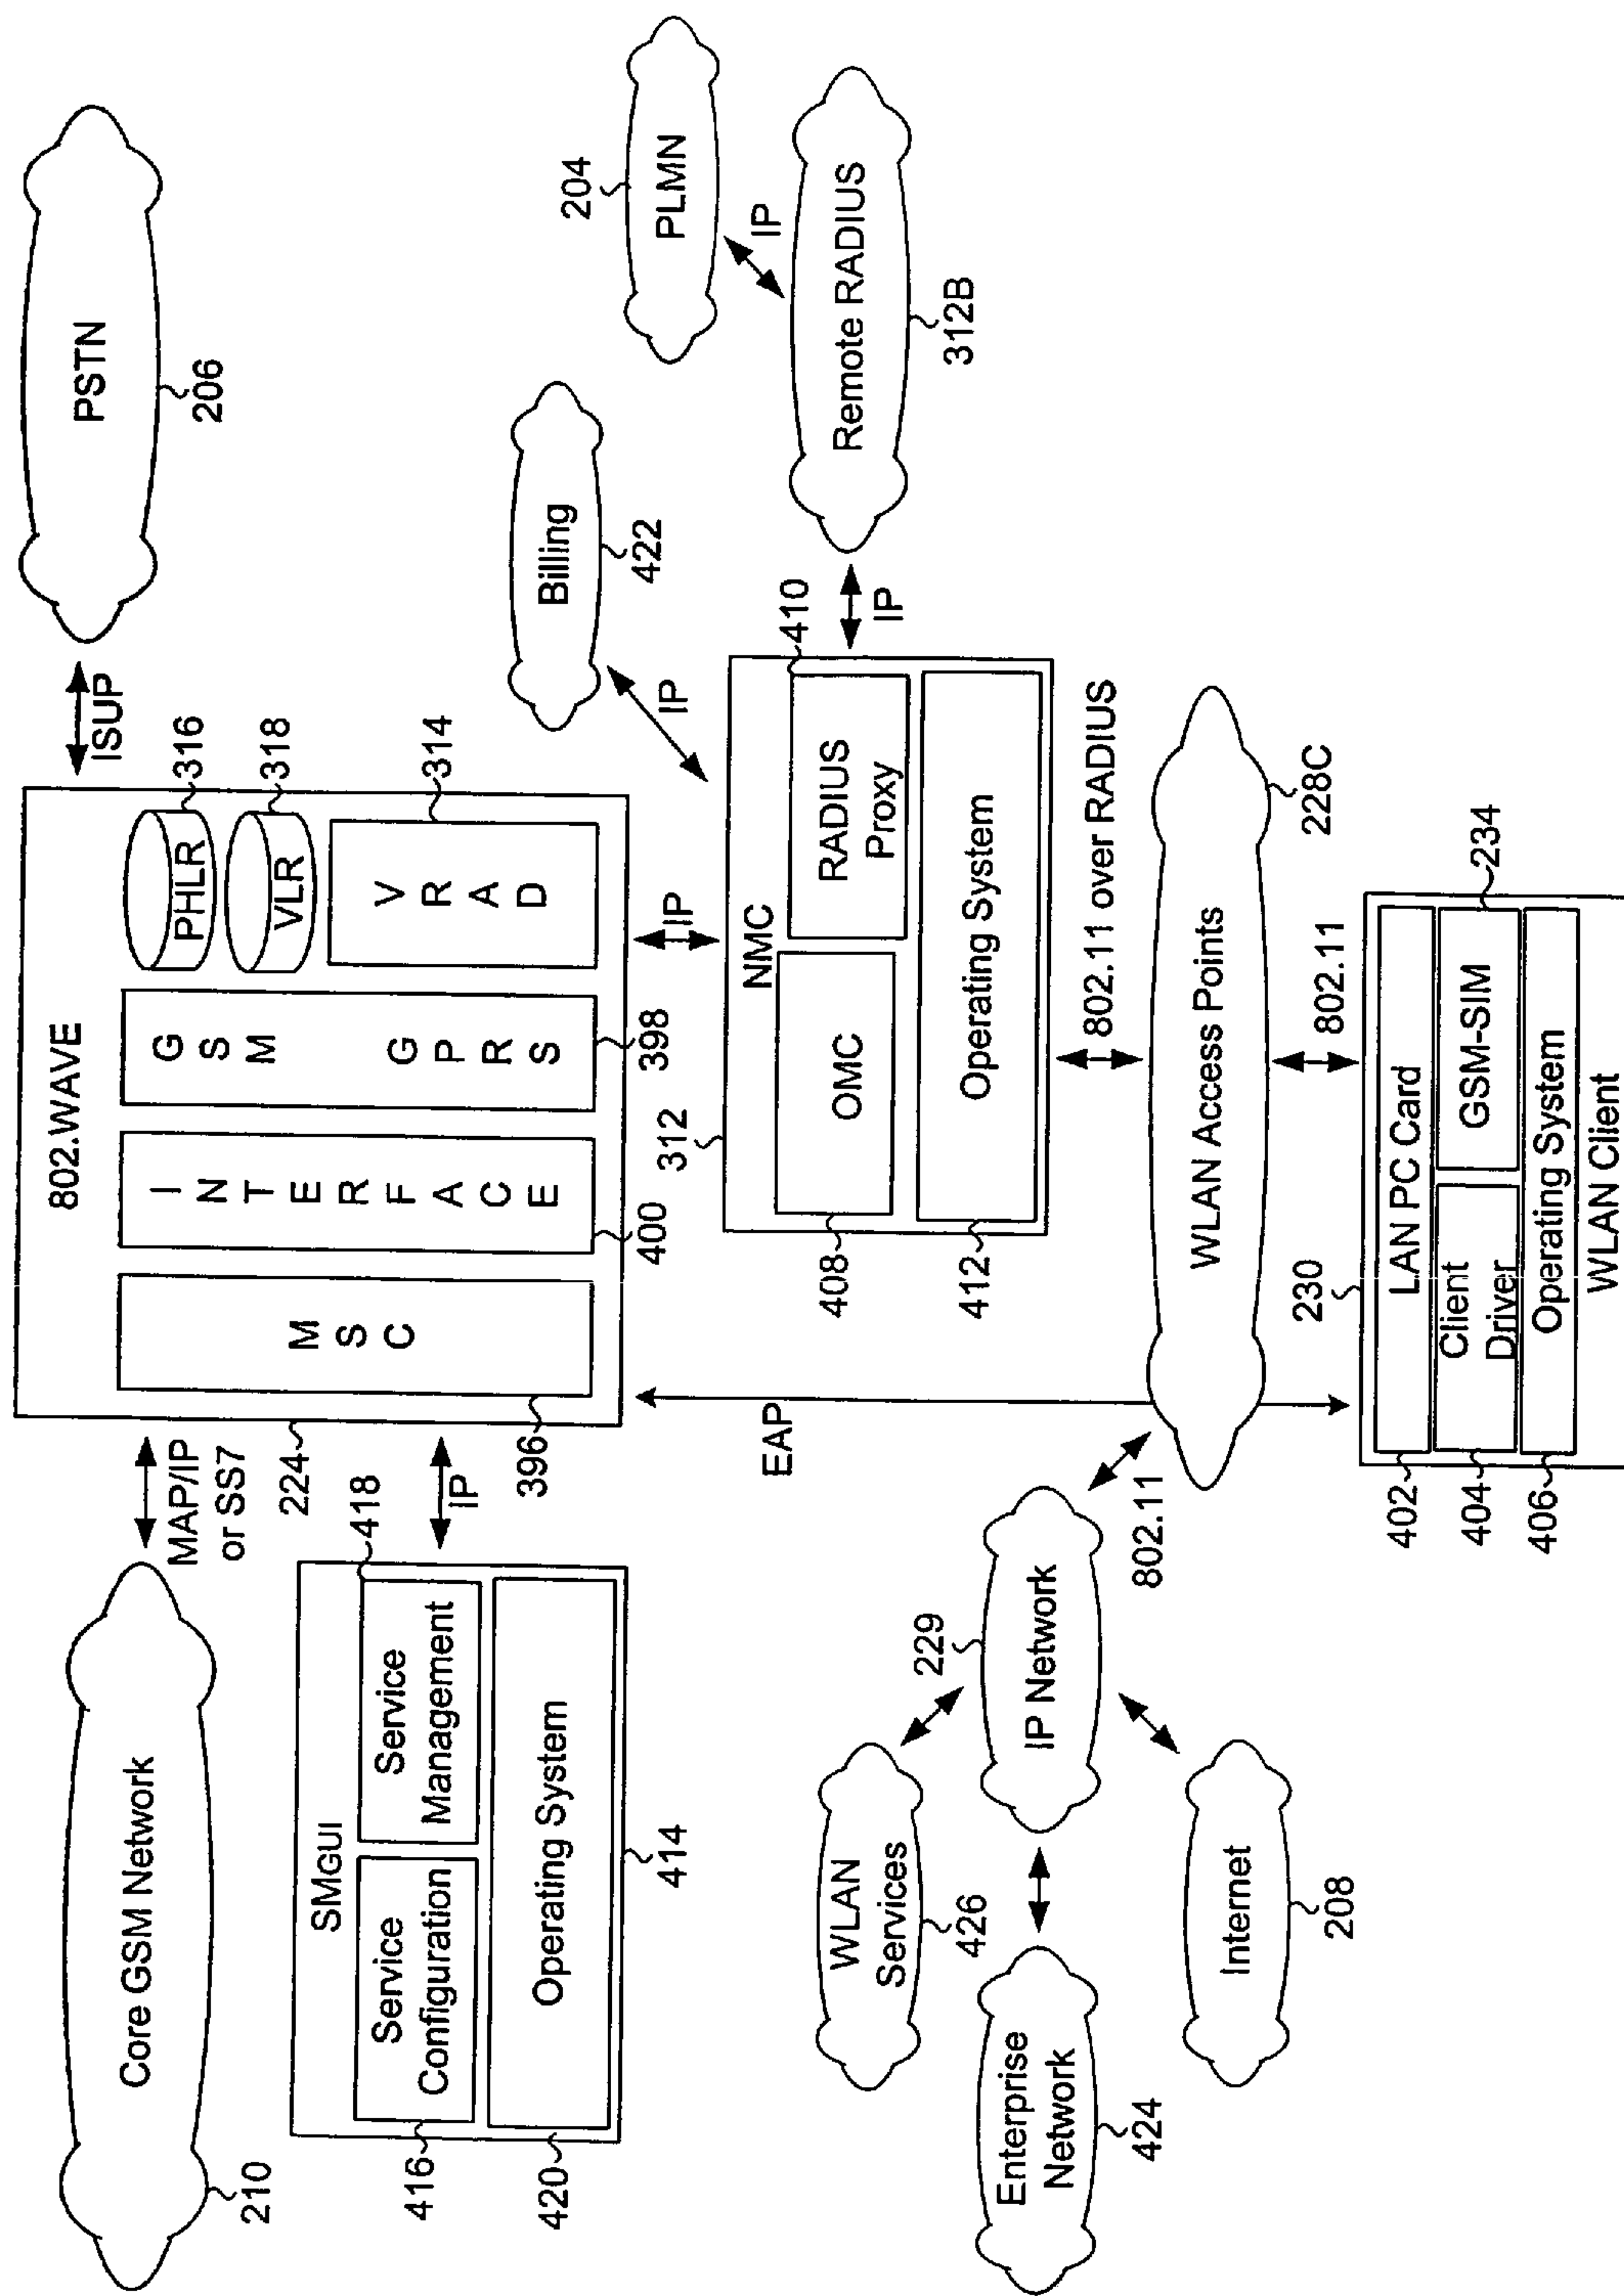 Core GSM Network
210
MAP/IP
or SS7
224
802.WAVE
M
S
C
396
I
N
T
E
R
F
A
C
E
400
G
S
M
G
P
R
S
398
PHLR
316
VLR
318
V
R
A
D
314
ISUP
PSTN
206
SMGUI
Service
Configuration
416
Service
Management
418
Operating System
420
414
IP
EAP
IP
312
NMC
OMC
408
RADIUS
Proxy
410
Operating System
412
IP
Billing
422
IP
Remote RADIUS
312B
IP
PLMN
204
802.11 over RADIUS
WLAN Access Points
228C
802.11
802.11
IP Network
229
WLAN
Services
426
Enterprise
Network
424
Internet
208
230
LAN PC Card
402
Client
Driver
404
GSM-SIM
234
Operating System
406
WLAN Client